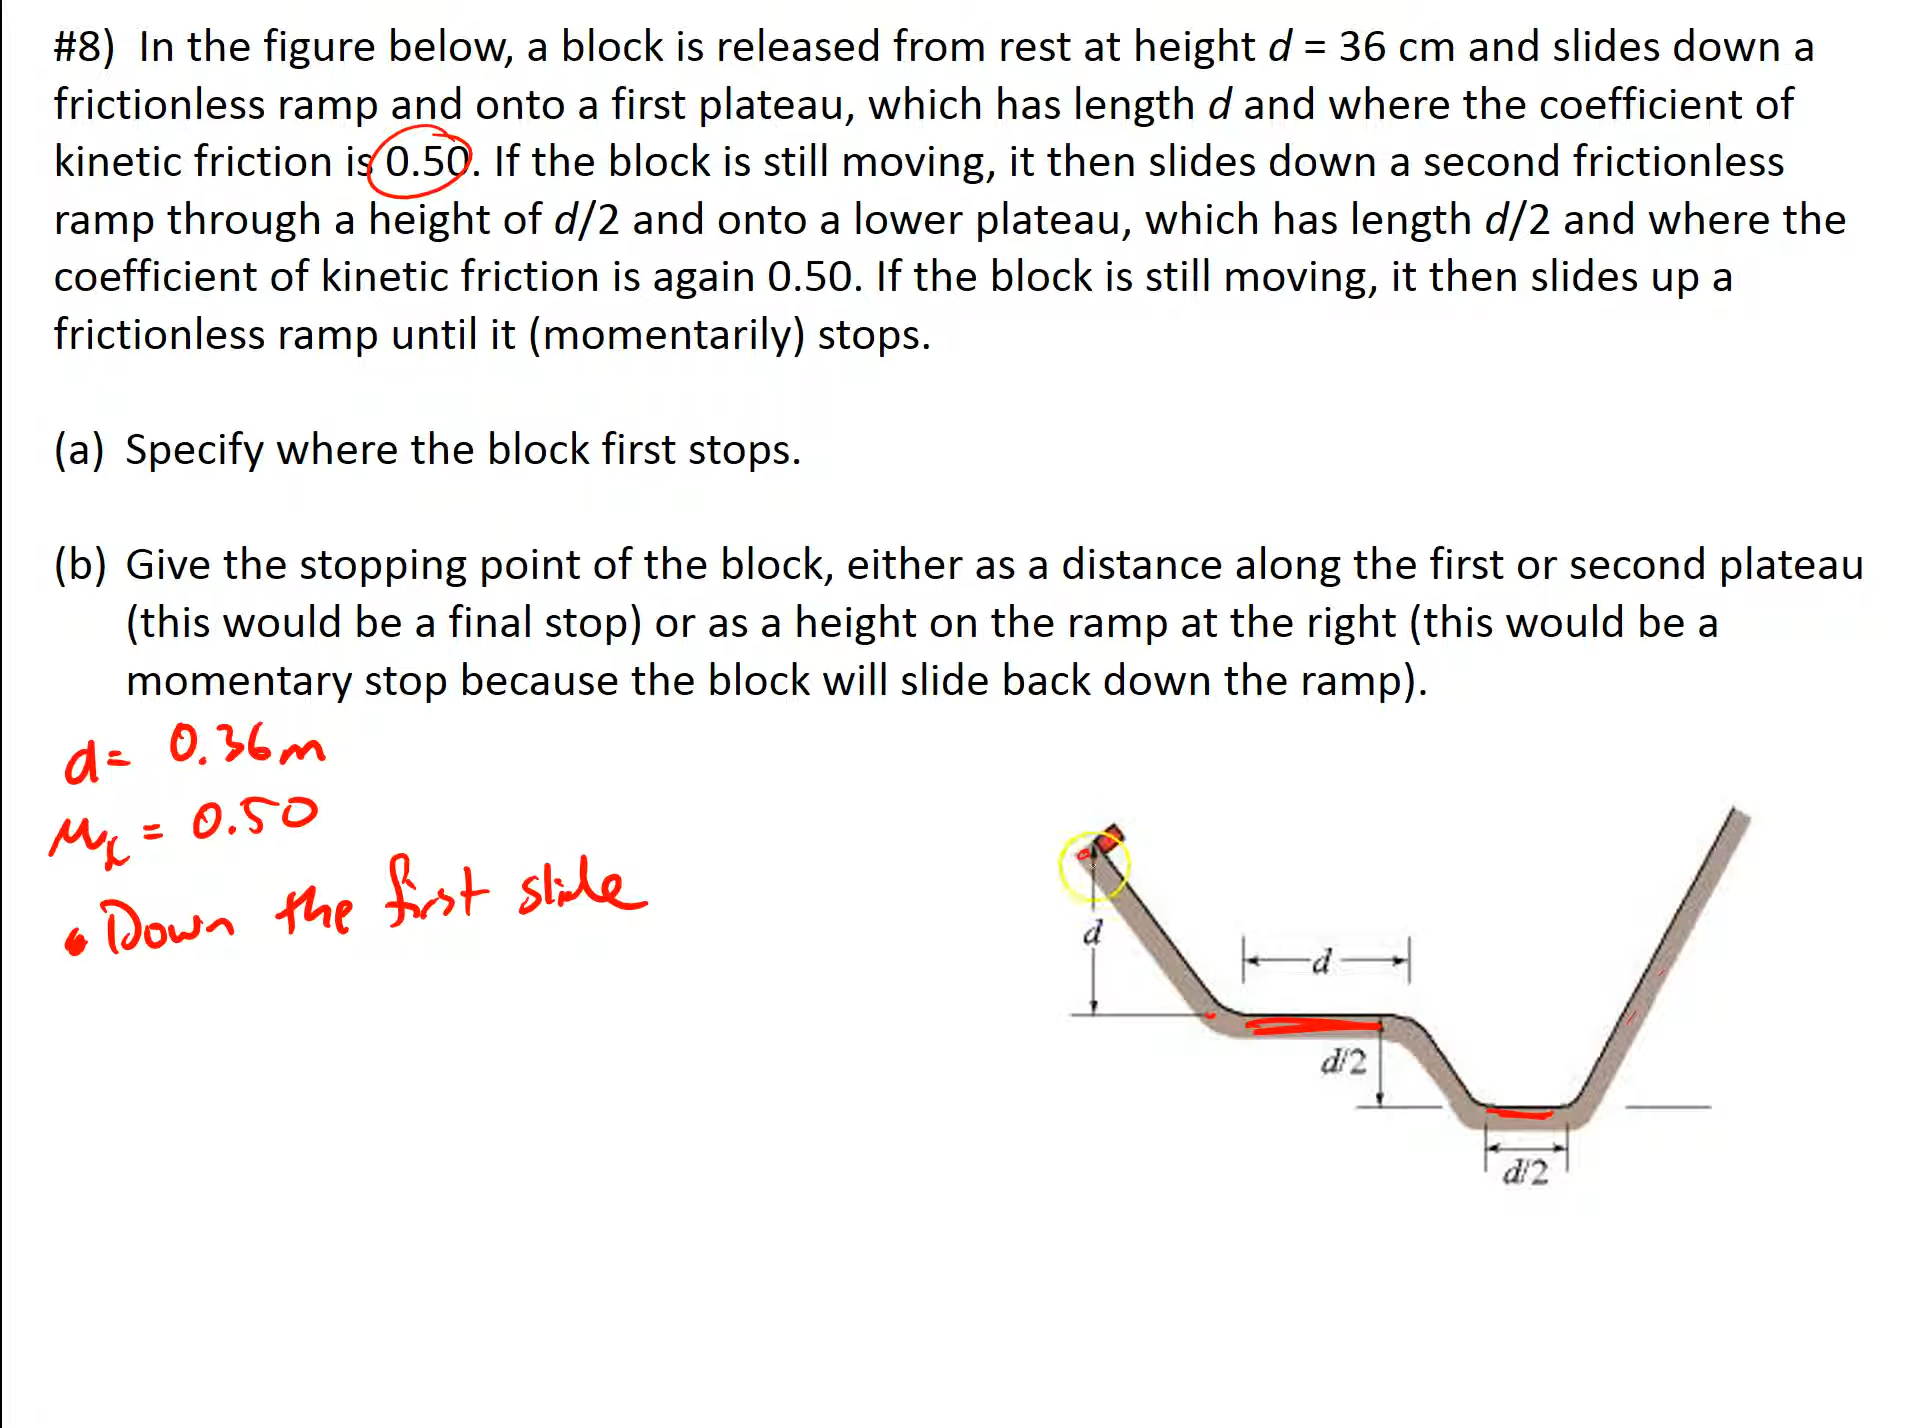 #8) In the figure below, a block is released from rest at height d = 36 cm and slides down a
frictionless ramp and onto a first plateau, which has length d and where the coefficient of
kinetic friction is 0.50. If the block is still moving, it then slides down a second frictionless
ramp through a height of d/2 and onto a lower plateau, which has length d/2 and where the
coefficient of kinetic friction is again 0.50. If the block is still moving, it then slides up a
frictionless ramp until it (momentarily) stops.
(a) Specify where the block first stops.
(b) Give the stopping point of the block, either as a distance along the first or second plateau
(this would be a final stop) or as a height on the ramp at the right (this would be a
momentary stop because the block will slide back down the ramp).
d = 0.36 m
μk = 0.50
• Down the first slide
d
d
d/2
d/2